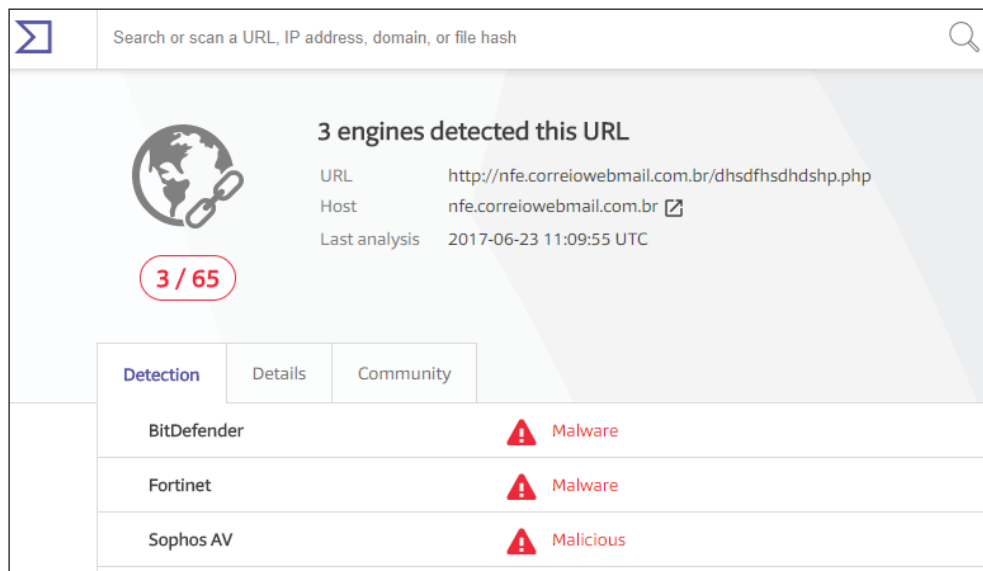 Search or scan a URL, IP address, domain, or file hash
3 engines detected this URL
URL http://nfe.correiowebmail.com.br/dhsdfhsdhdshp.php
Host nfe.correiowebmail.com.br
Last analysis 2017-06-23 11:09:55 UTC
3 / 65
Detection Details Community
BitDefender Malware
Fortinet Malware
Sophos AV Malicious